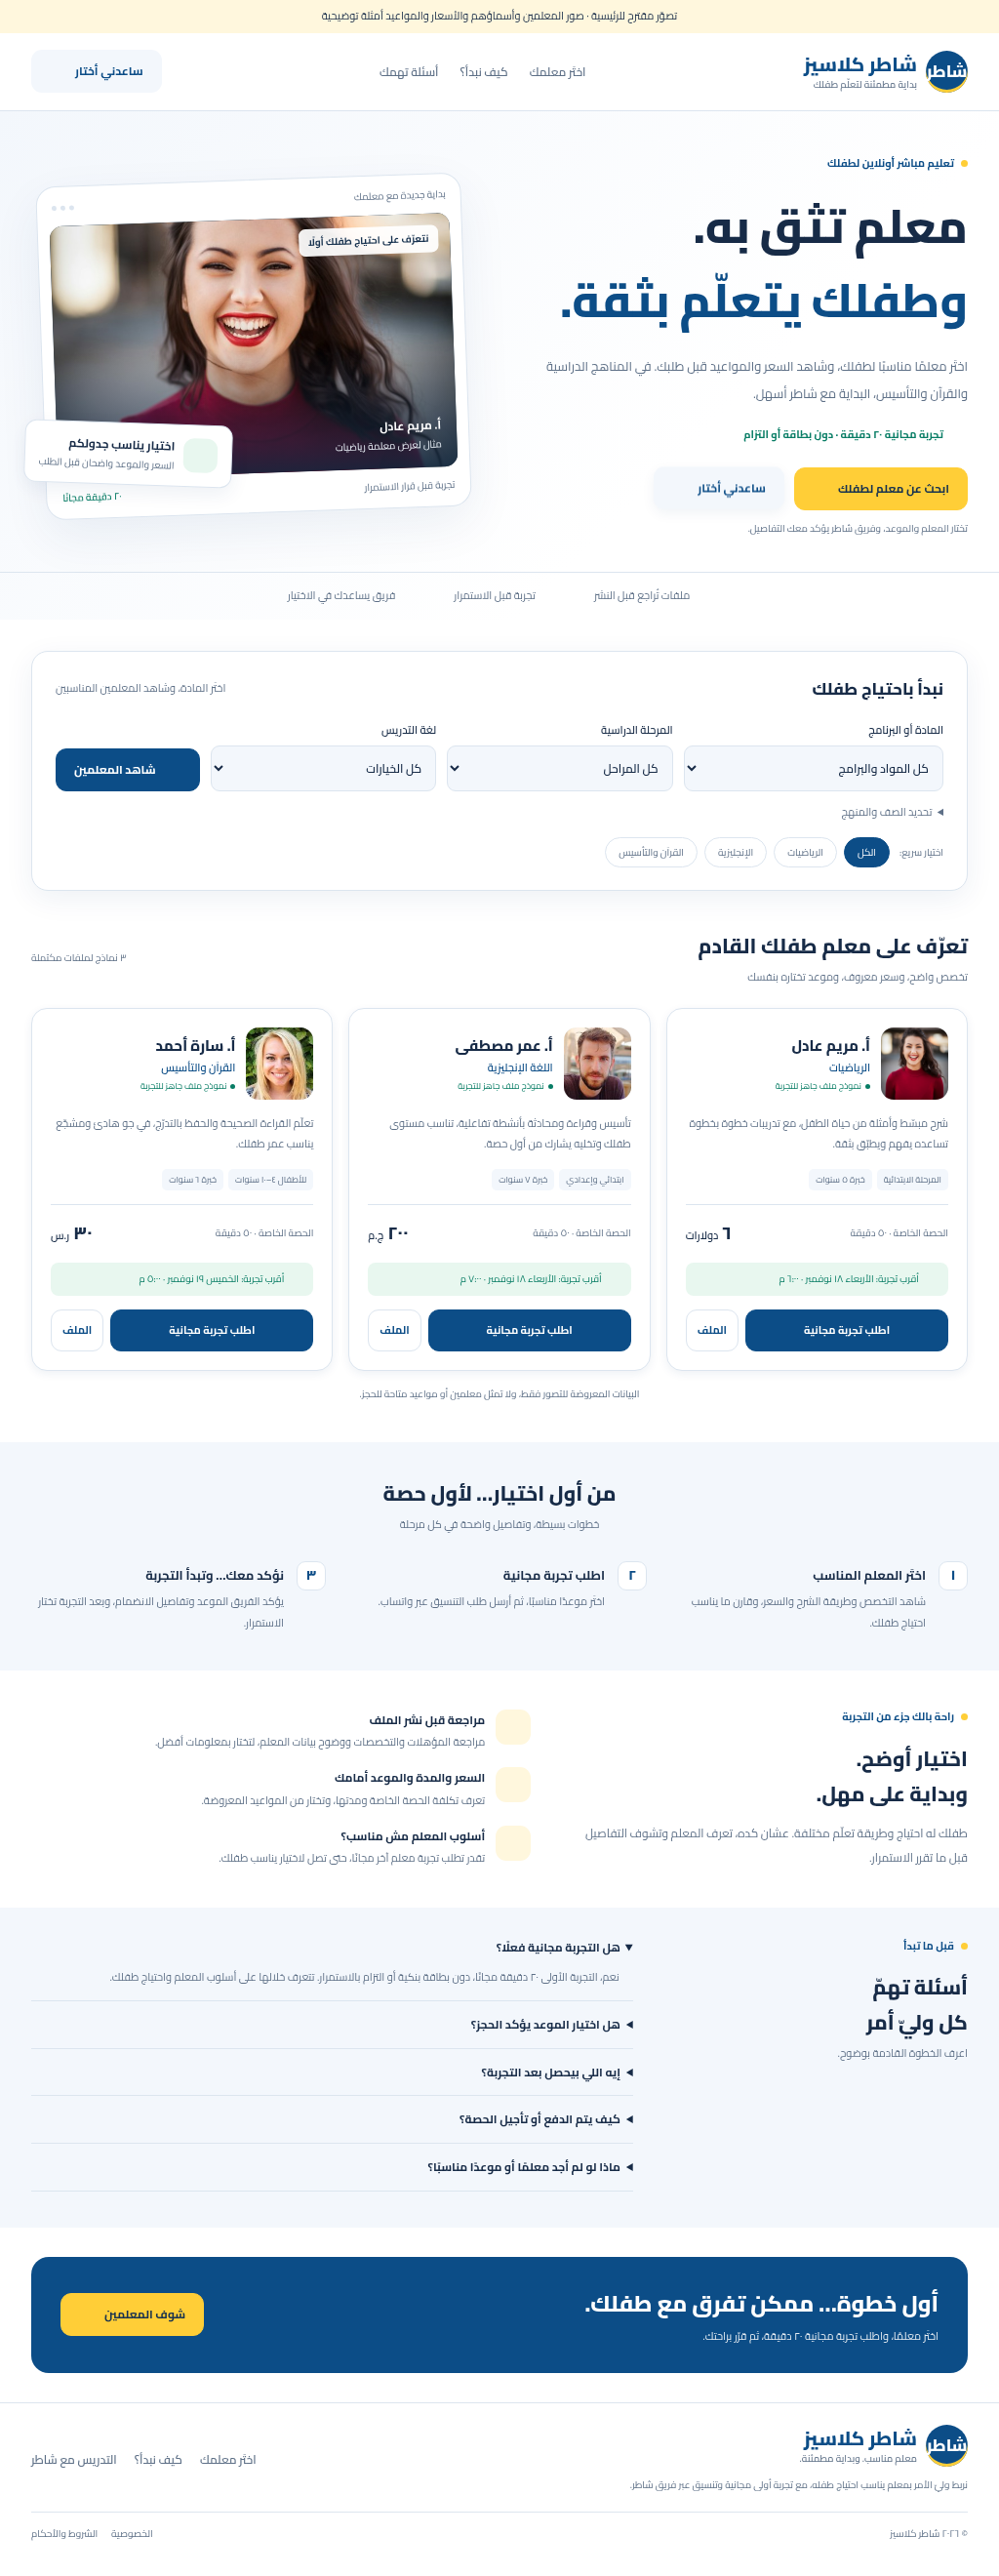 تصوّر مقترح للرئيسية · صور المعلمين وأسماؤهم والأسعار والمواعيد أمثلة توضيحية
شاطر
شاطر كلاسيز
بداية مطمئنة لتعلّم طفلك
اختر معلمك
كيف نبدأ؟
أسئلة تهمك
ساعدني أختار
تعليم مباشر أونلاين لطفلك
معلم تثق به.
وطفلك يتعلّم بثقة.
اختَر معلمًا مناسبًا لطفلك، وشاهد السعر والمواعيد قبل طلبك. في المناهج الدراسية
والقرآن والتأسيس، البداية مع شاطر أسهل.
تجربة مجانية ٢٠ دقيقة · دون بطاقة أو التزام
ابحث عن معلم لطفلك
ساعدني أختار
تختار المعلم والموعد، وفريق شاطر يؤكد معك التفاصيل.
بداية جديدة مع معلمك
نتعرّف على احتياج طفلك أولًا
أ. مريم عادل
مثال لعرض معلمة رياضيات
اختيار يناسب جدولكم
السعر والموعد واضحان قبل الطلب
تجربة قبل قرار الاستمرار
٢٠ دقيقة مجانًا
ملفات تُراجع قبل النشر
تجربة قبل الاستمرار
فريق يساعدك في الاختيار
نبدأ باحتياج طفلك
اختَر المادة، وشاهد المعلمين المناسبين
المادة أو البرنامج
المرحلة الدراسية
لغة التدريس
كل المواد والبرامج
كل المراحل
كل الخيارات
شاهد المعلمين
تحديد الصف والمنهج
اختيار سريع:
الكل
الرياضيات
الإنجليزية
القرآن والتأسيس
تعرّف على معلم طفلك القادم
تخصص واضح، وسعر معروف، وموعد تختاره بنفسك
٣ نماذج لملفات مكتملة
أ. مريم عادل
الرياضيات
نموذج ملف جاهز للتجربة
شرح مبسّط وأمثلة من حياة الطفل، مع تدريبات خطوة بخطوة
تساعده يفهم ويطبّق بثقة.
المرحلة الابتدائية
خبرة ٥ سنوات
الحصة الخاصة · ٥٠ دقيقة
٦ دولارات
أقرب تجربة: الأربعاء ١٨ نوفمبر · ٦:٠٠ م
اطلب تجربة مجانية
الملف
أ. عمر مصطفى
اللغة الإنجليزية
نموذج ملف جاهز للتجربة
تأسيس وقراءة ومحادثة بأنشطة تفاعلية، تناسب مستوى
طفلك وتخليه يشارك من أول حصة.
ابتدائي وإعدادي
خبرة ٧ سنوات
الحصة الخاصة · ٥٠ دقيقة
٢٠٠ ج.م
أقرب تجربة: الأربعاء ١٨ نوفمبر · ٧:٠٠ م
اطلب تجربة مجانية
الملف
أ. سارة أحمد
القرآن والتأسيس
نموذج ملف جاهز للتجربة
تعلّم القراءة الصحيحة والحفظ بالتدرّج، في جو هادئ ومشجّع
يناسب عمر طفلك.
للأطفال ٤–١٠ سنوات
خبرة ٦ سنوات
الحصة الخاصة · ٥٠ دقيقة
٣٠ ر.س
أقرب تجربة: الخميس ١٩ نوفمبر · ٥:٠٠ م
اطلب تجربة مجانية
الملف
البيانات المعروضة للتصور فقط، ولا تمثل معلمين أو مواعيد متاحة للحجز.
من أول اختيار... لأول حصة
خطوات بسيطة، وتفاصيل واضحة في كل مرحلة
١
اختَر المعلم المناسب
شاهد التخصص وطريقة الشرح والسعر، وقارن ما يناسب
احتياج طفلك.
٢
اطلب تجربة مجانية
اختَر موعدًا مناسبًا، ثم أرسل طلب التنسيق عبر واتساب.
٣
نؤكد معك... وتبدأ التجربة
يؤكد الفريق الموعد وتفاصيل الانضمام، وبعد التجربة تختار
الاستمرار.
راحة بالك جزء من التجربة
اختيار أوضح.
وبداية على مهل.
طفلك له احتياج وطريقة تعلّم مختلفة. عشان كده، تعرف المعلم وتشوف التفاصيل
قبل ما تقرر الاستمرار.
مراجعة قبل نشر الملف
مراجعة المؤهلات والتخصصات ووضوح بيانات المعلم، لتختار بمعلومات أفضل.
السعر والمدة والموعد أمامك
تعرف تكلفة الحصة الخاصة ومدتها، وتختار من المواعيد المعروضة.
أسلوب المعلم مش مناسب؟
تقدر تطلب تجربة معلم آخر مجانًا، حتى تصل لاختيار يناسب طفلك.
قبل ما تبدأ
أسئلة تهمّ
كل وليّ أمر
اعرف الخطوة القادمة بوضوح.
هل التجربة مجانية فعلًا؟
نعم، التجربة الأولى ٢٠ دقيقة مجانًا، دون بطاقة بنكية أو التزام بالاستمرار. تتعرف خلالها على أسلوب المعلم واحتياج طفلك.
هل اختيار الموعد يؤكد الحجز؟
إيه اللي بيحصل بعد التجربة؟
كيف يتم الدفع أو تأجيل الحصة؟
ماذا لو لم أجد معلمًا أو موعدًا مناسبًا؟
أول خطوة... ممكن تفرق مع طفلك.
اختَر معلمًا، واطلب تجربة مجانية ٢٠ دقيقة، ثم قرّر براحتك.
شوف المعلمين
شاطر
شاطر كلاسيز
معلم مناسب. وبداية مطمئنة.
نربط وليّ الأمر بمعلم يناسب احتياج طفله، مع تجربة أولى مجانية وتنسيق عبر فريق شاطر.
اختر معلمك
كيف نبدأ؟
التدريس مع شاطر
© ٢٠٢٦ شاطر كلاسيز
الخصوصية
الشروط والأحكام